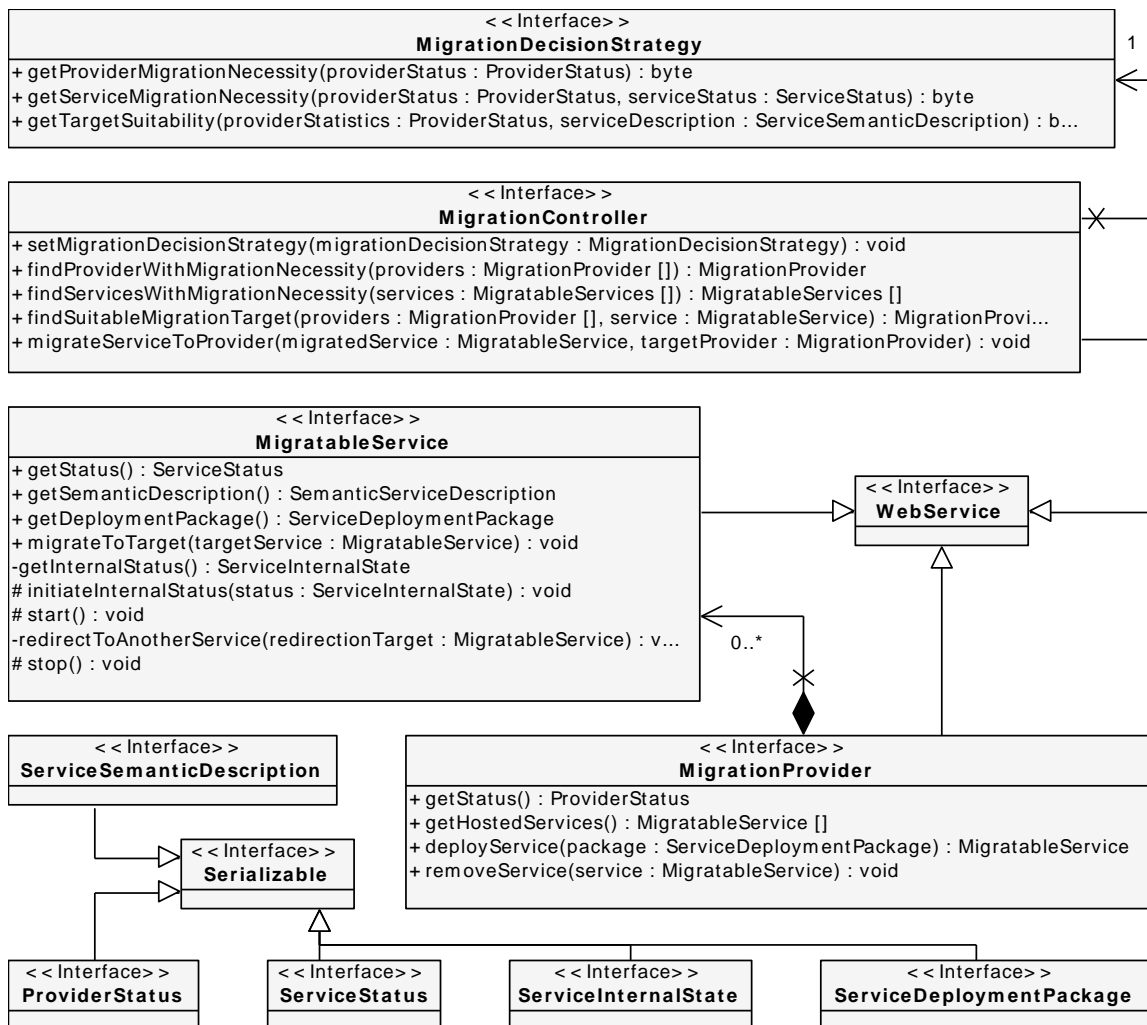 <<Interface>>
MigrationDecisionStrategy
+ getProviderMigrationNecessity(providerStatus : ProviderStatus) : byte
+ getServiceMigrationNecessity(providerStatus : ProviderStatus, serviceStatus : ServiceStatus) : byte
+ getTargetSuitability(providerStatistics : ProviderStatus, serviceDescription : ServiceSemanticDescription) : b...
1
<<Interface>>
MigrationController
+ setMigrationDecisionStrategy(migrationDecisionStrategy : MigrationDecisionStrategy) : void
+ findProviderWithMigrationNecessity(providers : MigrationProvider []) : MigrationProvider
+ findServicesWithMigrationNecessity(services : MigratableServices []) : MigratableServices []
+ findSuitableMigrationTarget(providers : MigrationProvider [], service : MigratableService) : MigrationProvi...
+ migrateServiceToProvider(migratedService : MigratableService, targetProvider : MigrationProvider) : void
<<Interface>>
MigratableService
+ getStatus() : ServiceStatus
+ getSemanticDescription() : SemanticServiceDescription
+ getDeploymentPackage() : ServiceDeploymentPackage
+ migrateToTarget(targetService : MigratableService) : void
-getInternalStatus() : ServiceInternalState
# initiateInternalStatus(status : ServiceInternalState) : void
# start() : void
-redirectToAnotherService(redirectionTarget : MigratableService) : v...
# stop() : void
<<Interface>>
WebService
0..*
<<Interface>>
ServiceSemanticDescription
<<Interface>>
MigrationProvider
+ getStatus() : ProviderStatus
+ getHostedServices() : MigratableService []
+ deployService(package : ServiceDeploymentPackage) : MigratableService
+ removeService(service : MigratableService) : void
<<Interface>>
Serializable
<<Interface>>
ProviderStatus
<<Interface>>
ServiceStatus
<<Interface>>
ServiceInternalState
<<Interface>>
ServiceDeploymentPackage